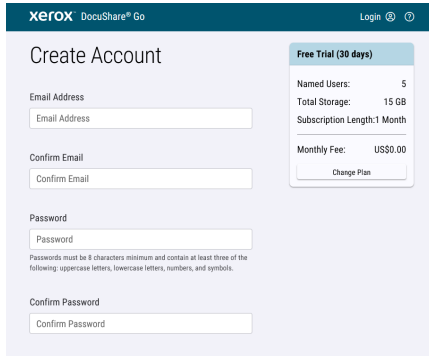 xerox™ DocuShare® Go
Login
Create Account
Email Address
Email Address
Confirm Email
Confirm Email
Password
Password
Passwords must be 8 characters minimum and contain at least three of the
following: uppercase letters, lowercase letters, numbers, and symbols.
Confirm Password
Confirm Password
Free Trial (30 days)
Named Users: 5
Total Storage: 15 GB
Subscription Length:1 Month
Monthly Fee: US$0.00
Change Plan